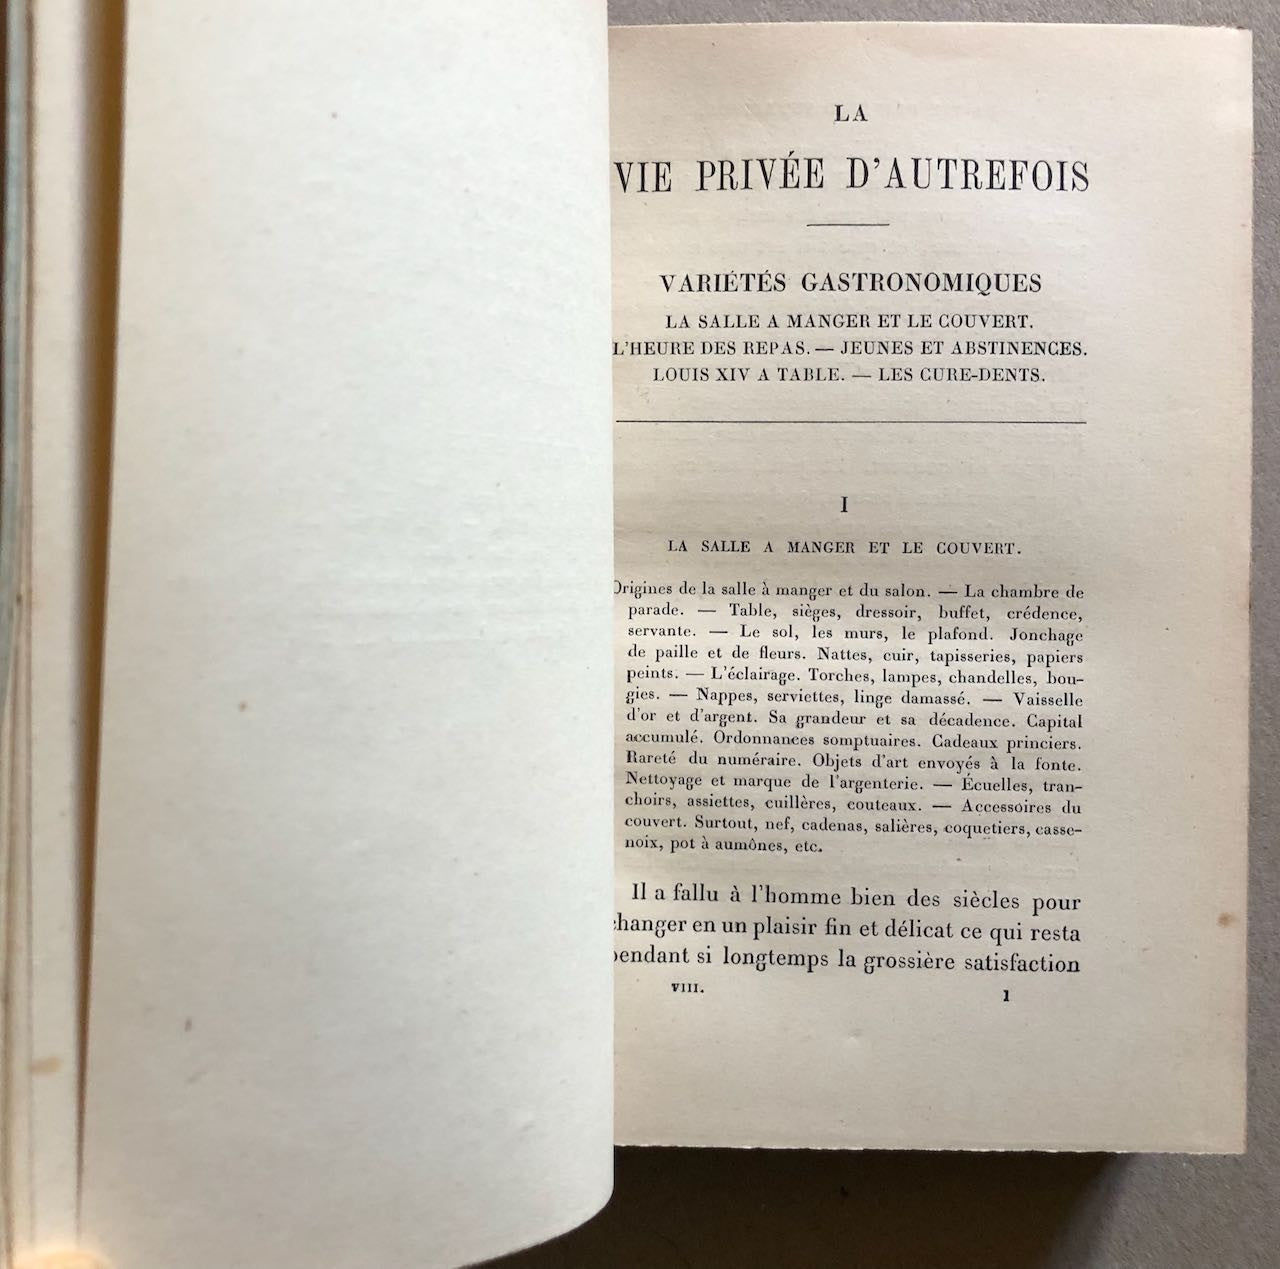 LA
VIE PRIVÉE D'AUTREFOIS
VARIÉTÉS GASTRONOMIQUES
LA SALLE A MANGER ET LE COUVERT.
L'HEURE DES REPAS. — JEUNES ET ABSTINENCES.
LOUIS XIV A TABLE. — LES CURE-DENTS.
I
LA SALLE A MANGER ET LE COUVERT.
Origines de la salle à manger et du salon. — La chambre de
parade. — Table, sièges, dressoir, buffet, crédence,
servante. — Le sol, les murs, le plafond. Jonchage
de paille et de fleurs. Nattes, cuir, tapisseries, papiers
peints. — L'éclairage. Torches, lampes, chandelles, bou-
gies. — Nappes, serviettes, linge damassé. — Vaisselle
d'or et d'argent. Sa grandeur et sa décadence. Capital
accumulé. Ordonnances somptuaires. Cadeaux princiers.
Rareté du numéraire. Objets d'art envoyés à la fonte.
Nettoyage et marque de l'argenterie. — Écuelles, tran-
choirs, assiettes, cuillères, couteaux. — Accessoires du
couvert. Surtout, nef, cadenas, salières, coquetiers, casse-
noix, pot à aumônes, etc.
Il a fallu à l'homme bien des siècles pour
changer en un plaisir fin et délicat ce qui resta
pendant si longtemps la grossière satisfaction
VIII. 1